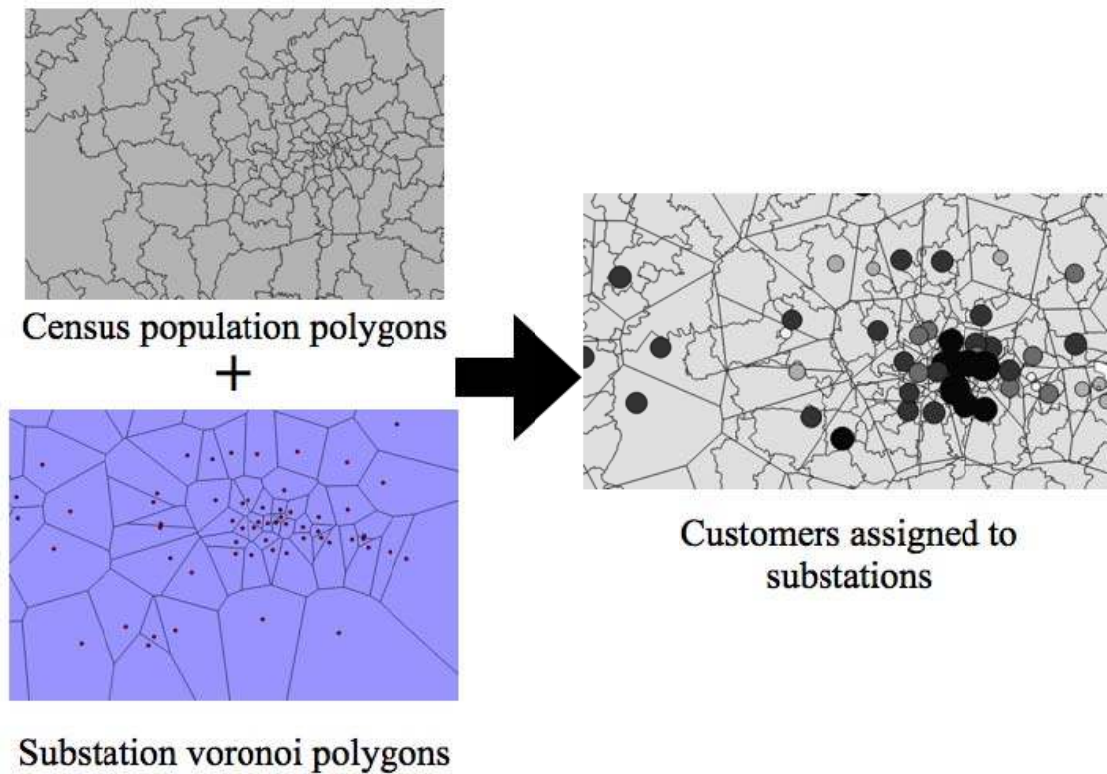 Census population polygons
+
Substation voronoi polygons
Customers assigned to
substations